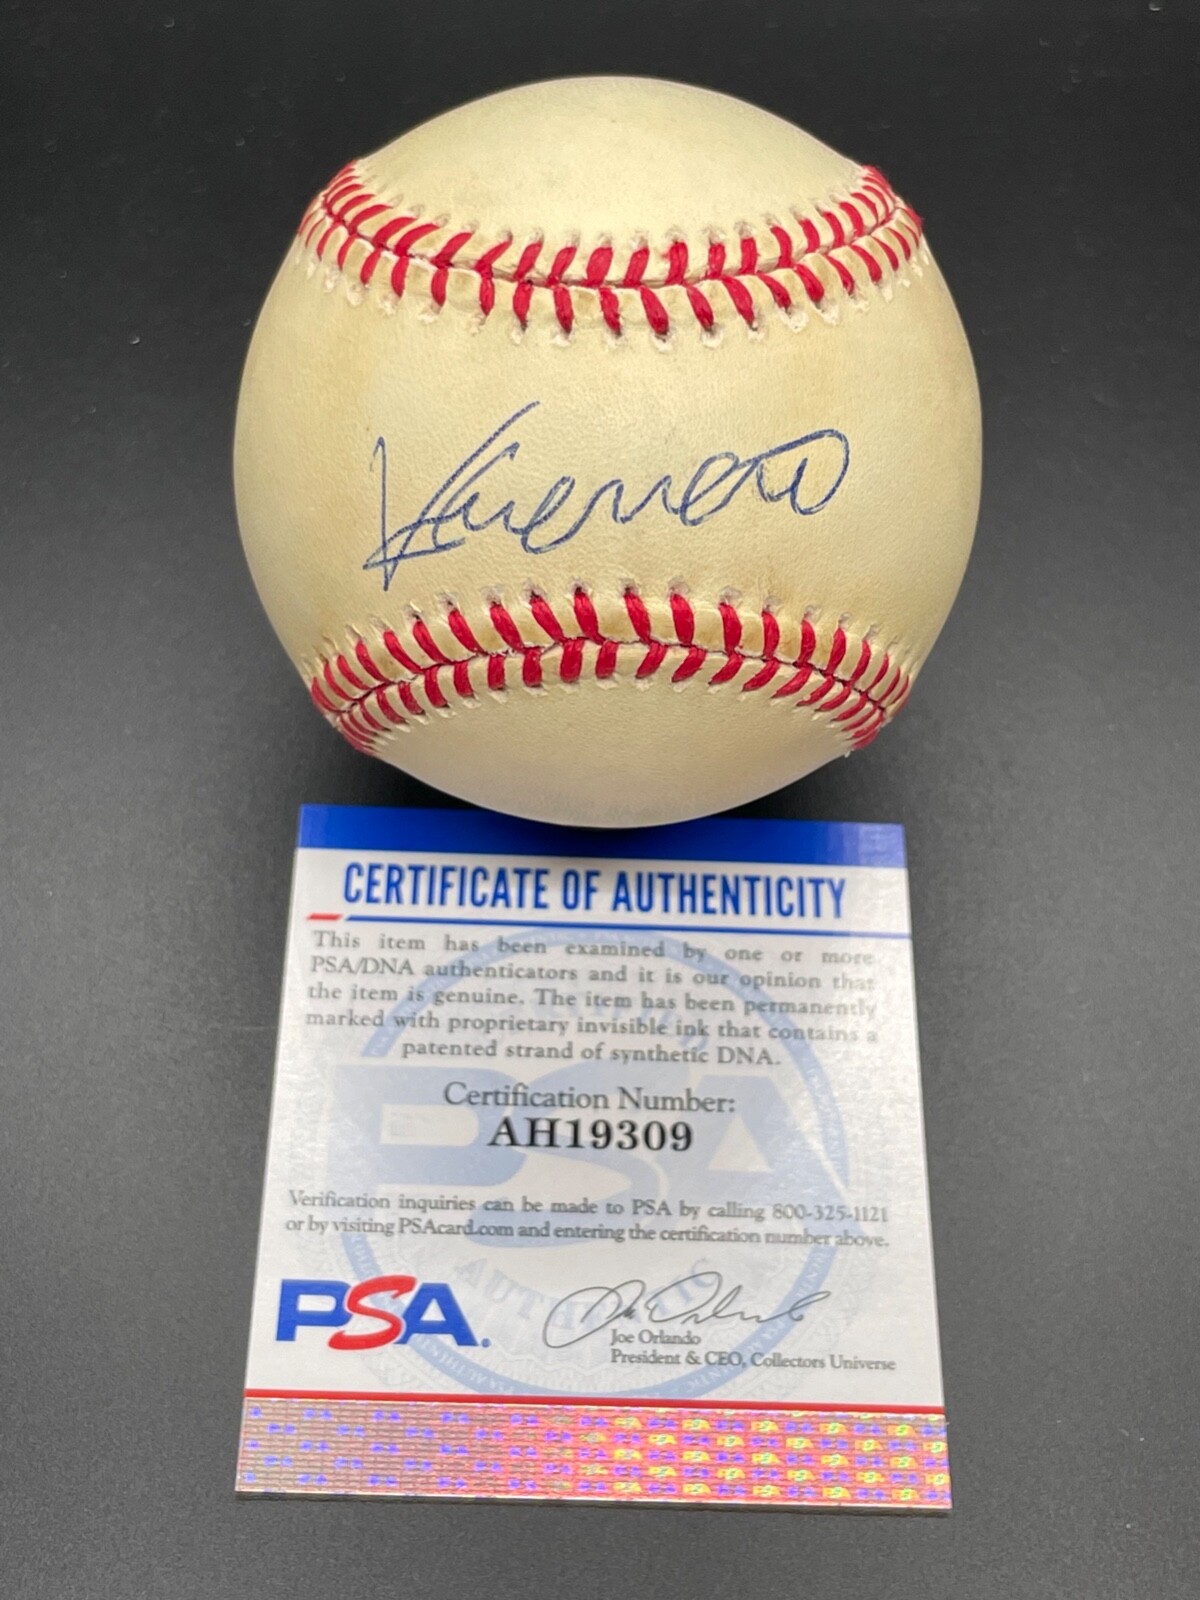 VGuerrero
CERTIFICATE OF AUTHENTICITY
This item has been examined by one or more
PSA/DNA authenticators and it is our opinion that
the item is genuine. The item has been permanently
marked with proprietary invisible ink that contains a
patented strand of synthetic DNA.
Certification Number:
AH19309
Verification inquiries can be made to PSA by calling 800-325-1121
or by visiting PSAcard.com and entering the certification number above.
PSA.
Joe Orlando
President & CEO, Collectors Universe